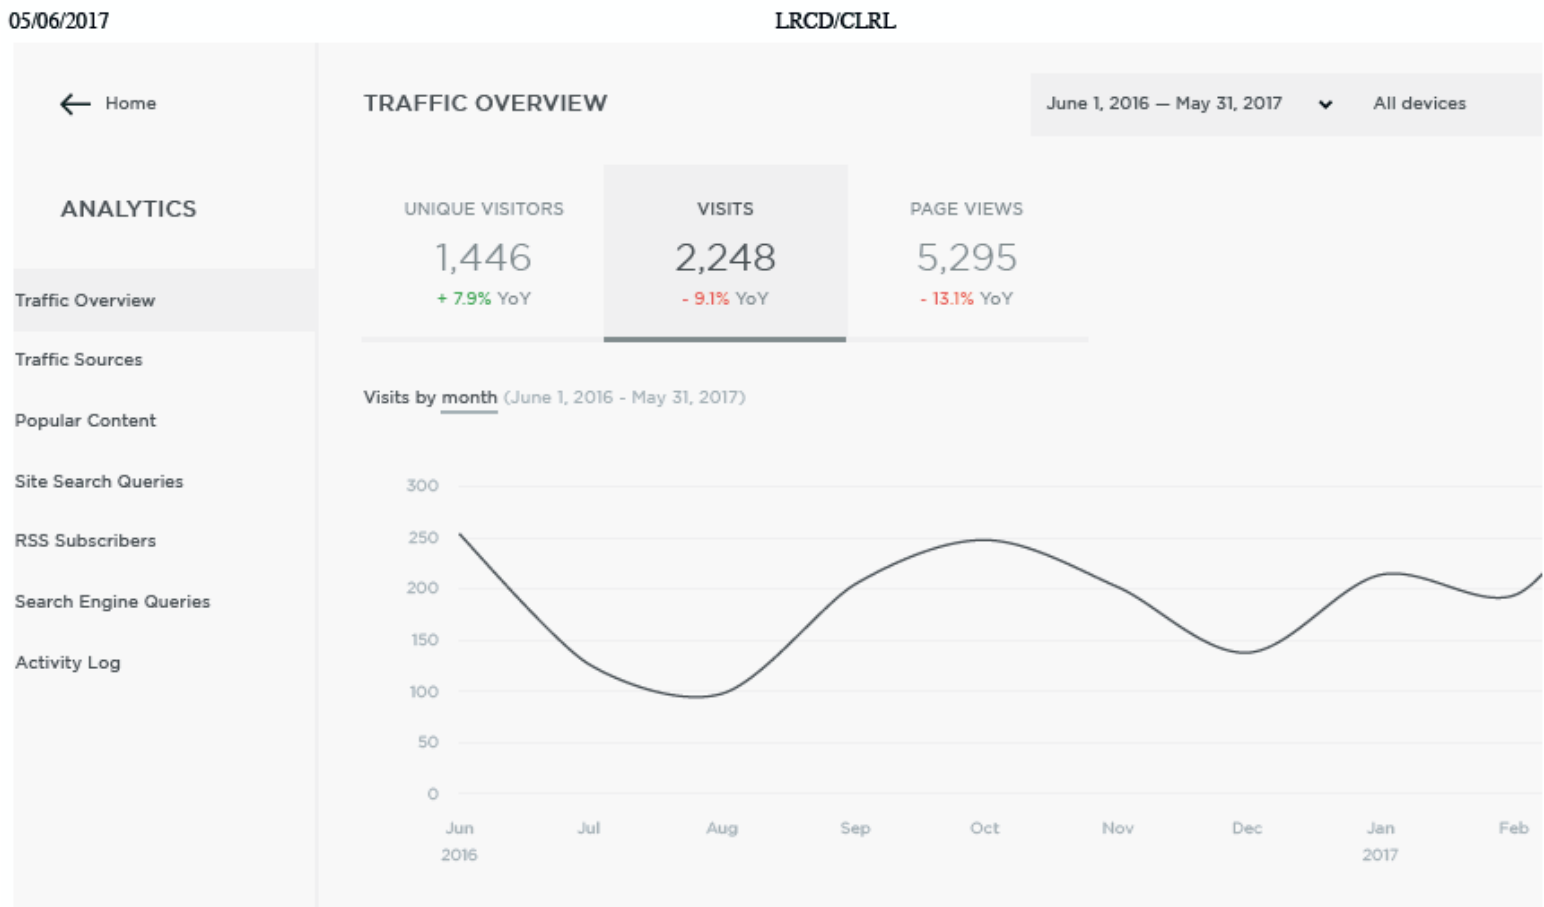 05/06/2017 LRCD/CLRL
Home
TRAFFIC OVERVIEW
June 1, 2016 — May 31, 2017
All devices
ANALYTICS
Traffic Overview
Traffic Sources
Popular Content
Site Search Queries
RSS Subscribers
Search Engine Queries
Activity Log
UNIQUE VISITORS
1,446
+ 7.9% YoY
VISITS
2,248
- 9.1% YoY
PAGE VIEWS
5,295
- 13.1% YoY
Visits by month (June 1, 2016 - May 31, 2017)
300
250
200
150
100
50
0
Jun Jul Aug Sep Oct Nov Dec Jan Feb
2016 2017